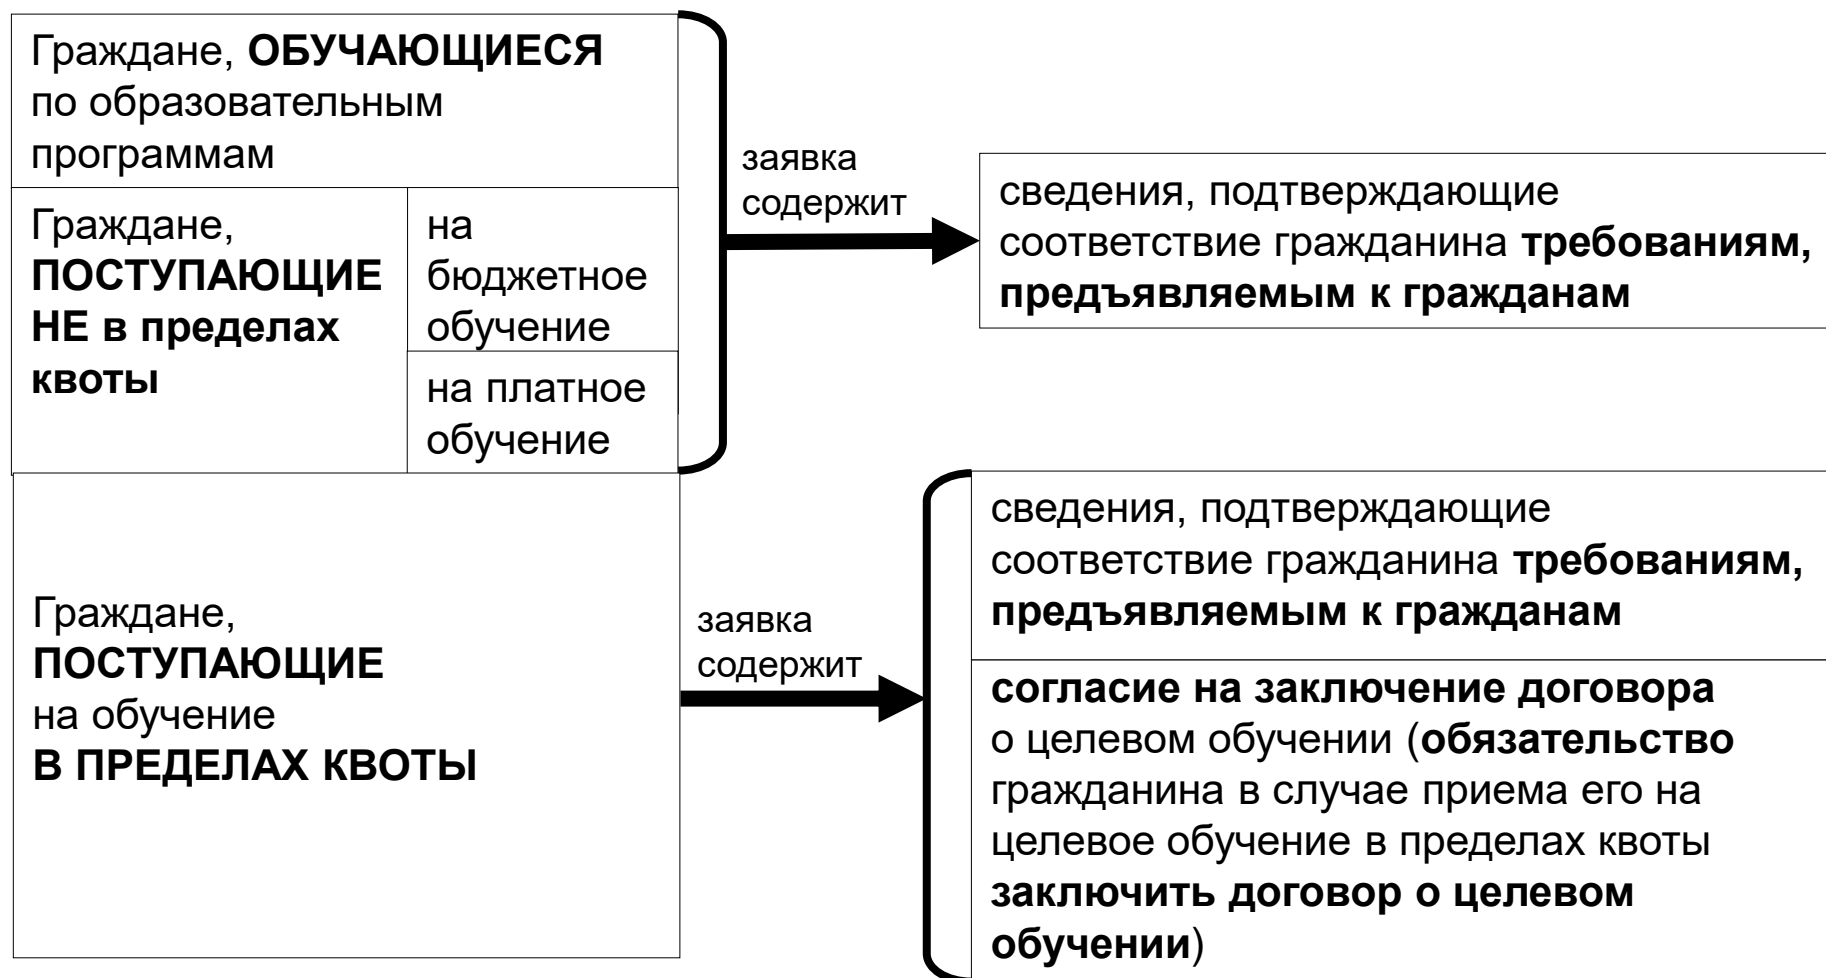 Граждане, ОБУЧАЮЩИЕСЯ
по образовательным
программам
Граждане,
ПОСТУПАЮЩИЕ
НЕ в пределах
квоты
на
бюджетное
обучение
на платное
обучение
заявка
содержит
сведения, подтверждающие
соответствие гражданина требованиям,
предъявляемым к гражданам
Граждане,
ПОСТУПАЮЩИЕ
на обучение
В ПРЕДЕЛАХ КВОТЫ
заявка
содержит
сведения, подтверждающие
соответствие гражданина требованиям,
предъявляемым к гражданам
согласие на заключение договора
о целевом обучении (обязательство
гражданина в случае приема его на
целевое обучение в пределах квоты
заключить договор о целевом
обучении)